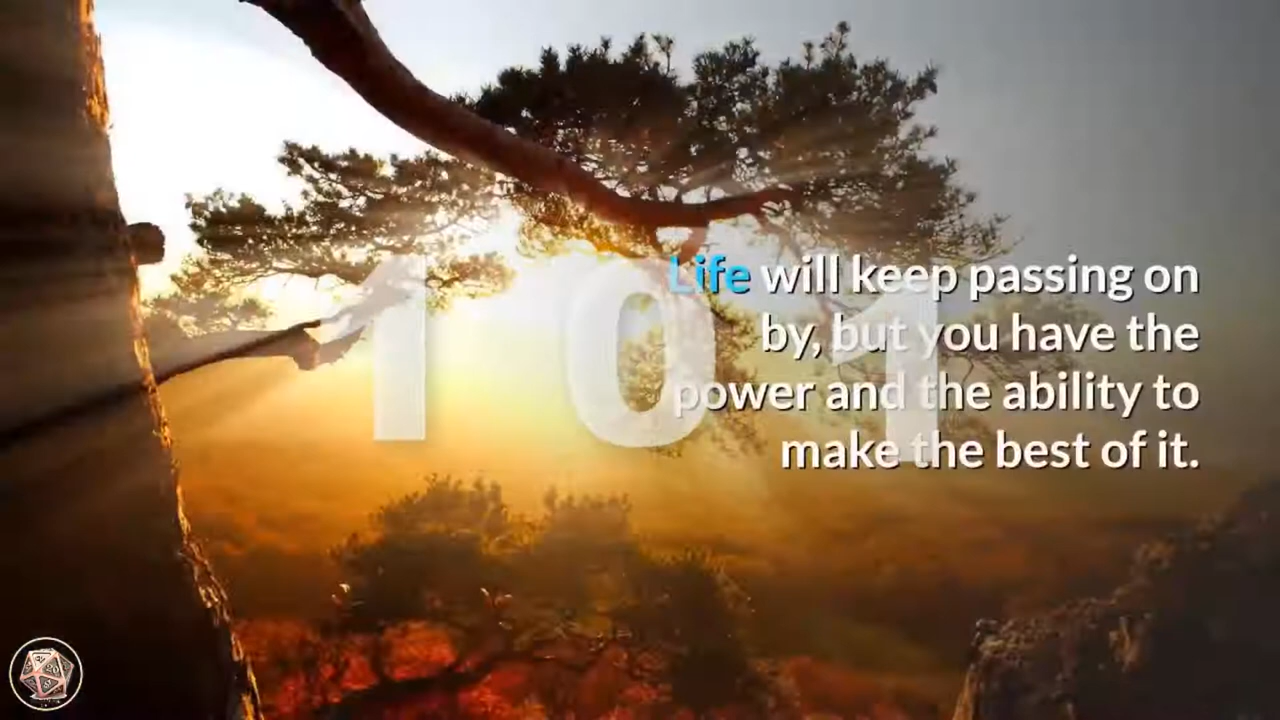 101
Life will keep passing on
by, but you have the
power and the ability to
make the best of it.